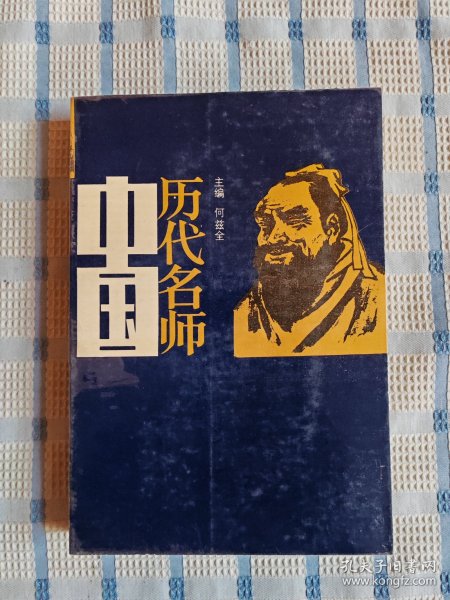 中国
历代名师
主编 何兹全
孔夫子旧书网
www.kongfz.com